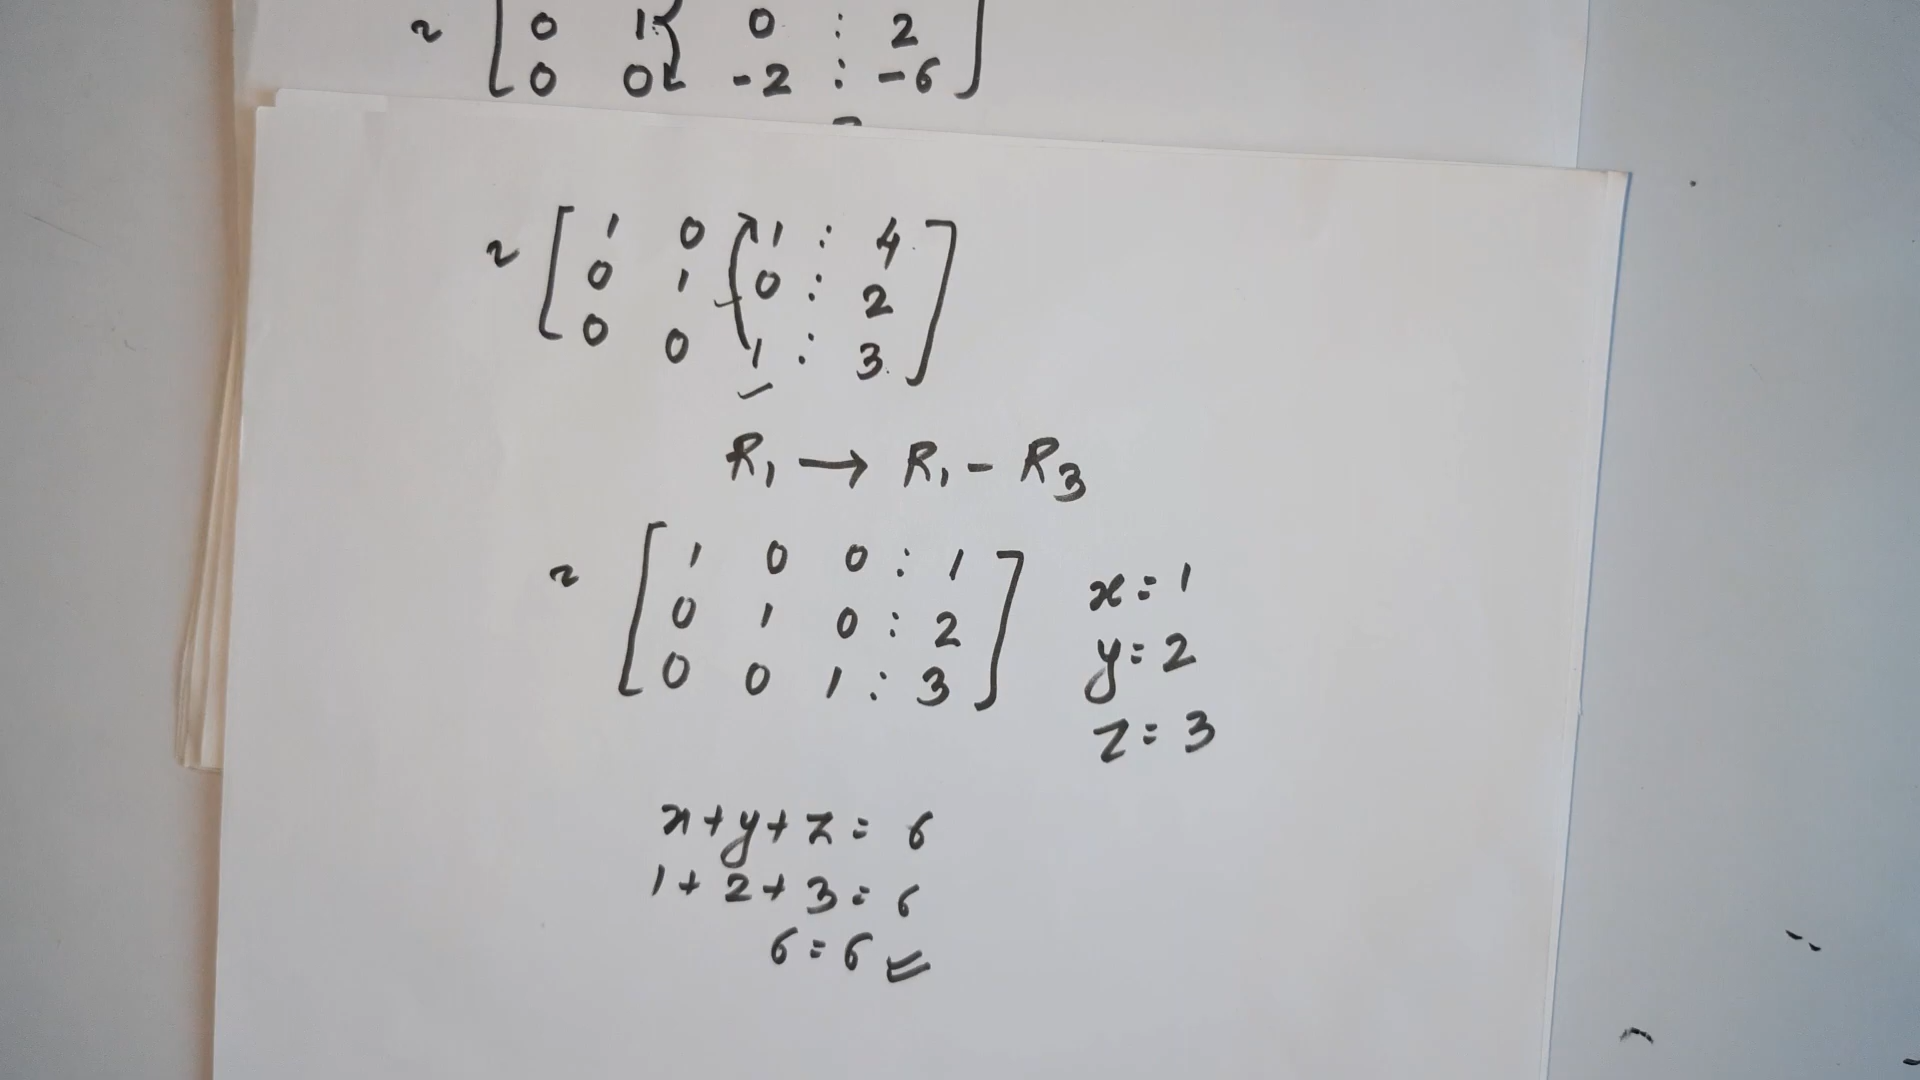 ~ [ 0 1 0 : 2
0 0 -2 : -6 ]
~ [ 1 0 1 : 4
0 1 0 : 2
0 0 1 : 3 ]
R₁ → R₁ - R₃
~ [ 1 0 0 : 1
0 1 0 : 2
0 0 1 : 3 ]
x = 1
y = 2
z = 3
x + y + z = 6
1 + 2 + 3 = 6
6 = 6